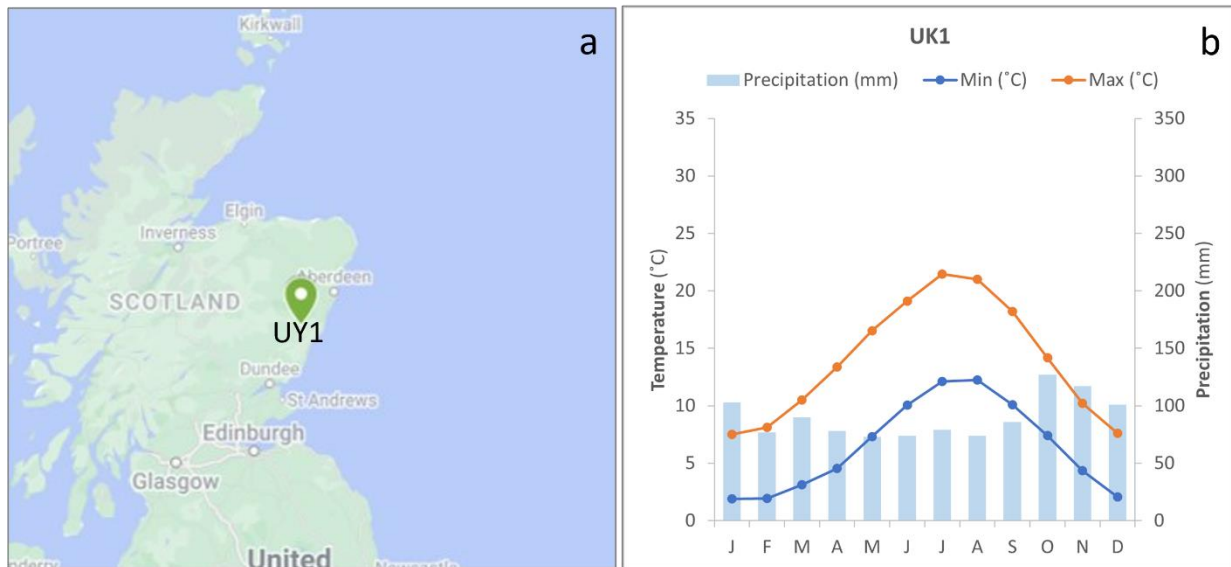 Kirkwall
a
Elgin
Inverness
Portree
Aberdeen
SCOTLAND
UY1
Dundee
St Andrews
Edinburgh
Glasgow
United
UK1
b
Precipitation (mm) Min (˚C) Max (˚C)
35 350
30 300
25 250
20 200
15 150
10 100
5 50
0 0
Temperature (˚C)
Precipitation (mm)
J F M A M J J A S O N D